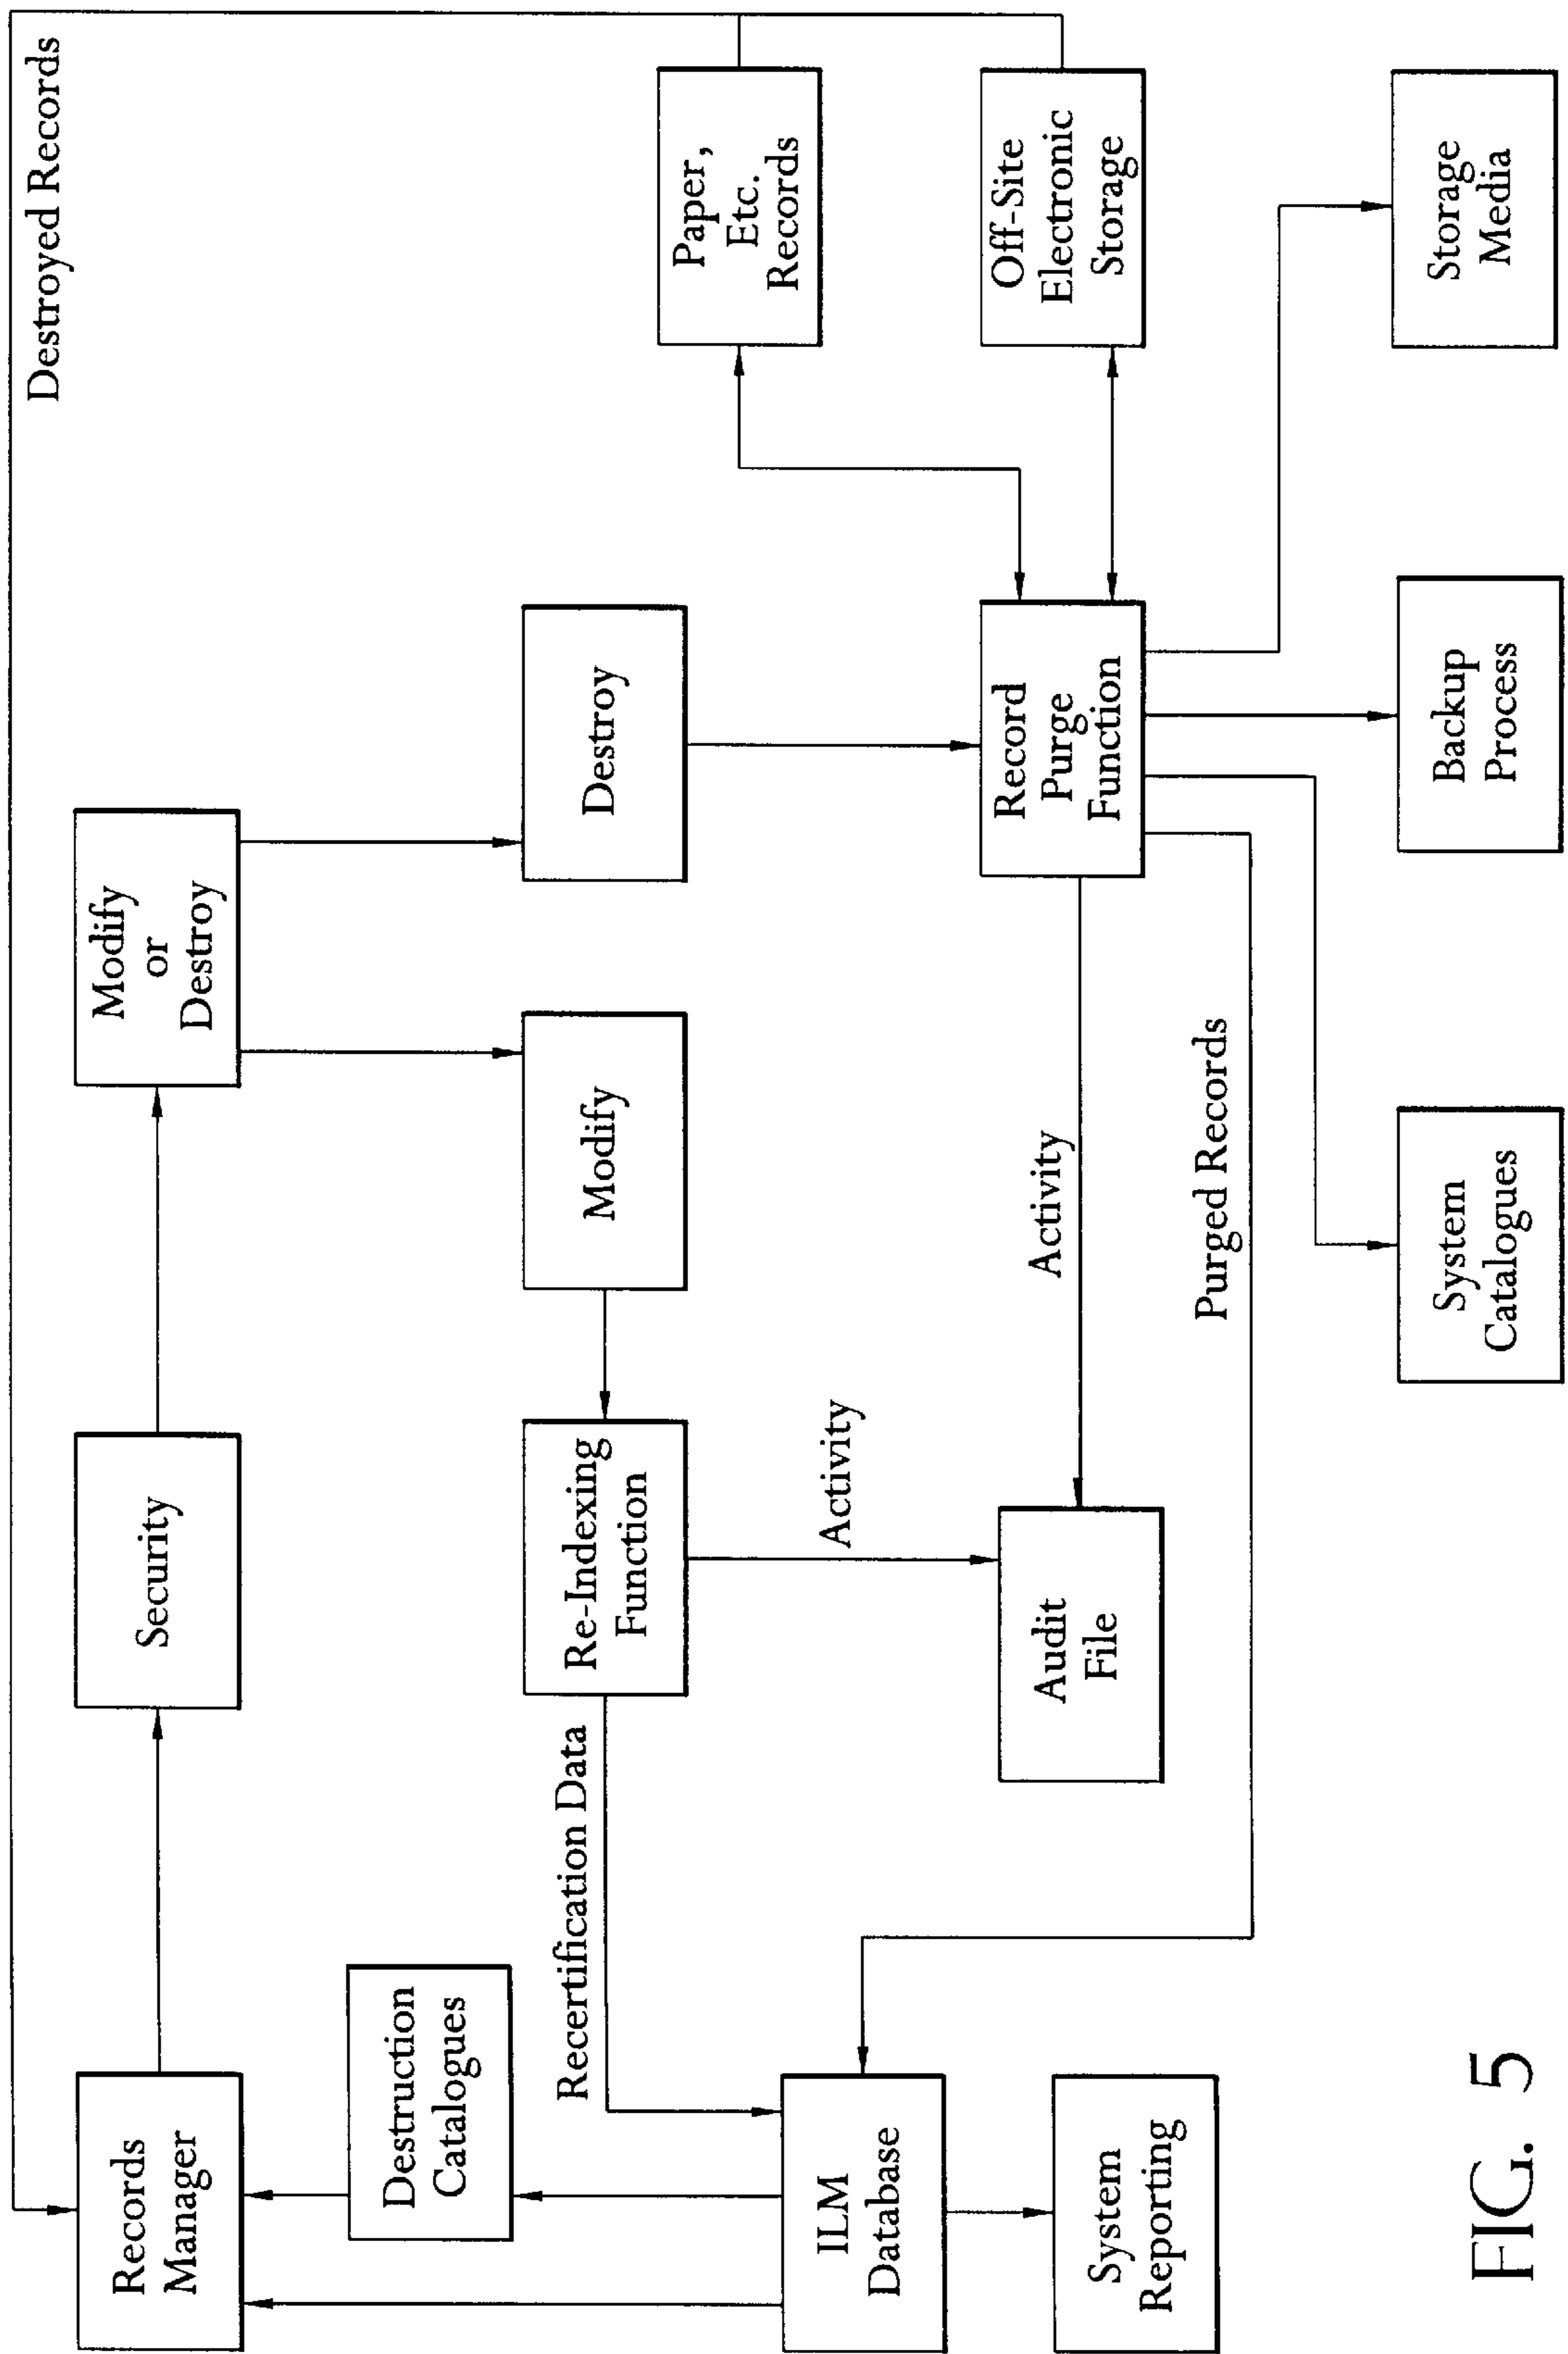 Destroyed Records
Records
Manager
Security
Modify
or
Destroy
Paper,
Etc.
Records
Destruction
Catalogues
Recertification Data
Re-Indexing
Function
Modify
Destroy
ILM
Database
Activity
Audit
File
Activity
Record
Purge
Function
Off-Site
Electronic
Storage
System
Reporting
Purged Records
System
Catalogues
Backup
Process
Storage
Media
FIG. 5